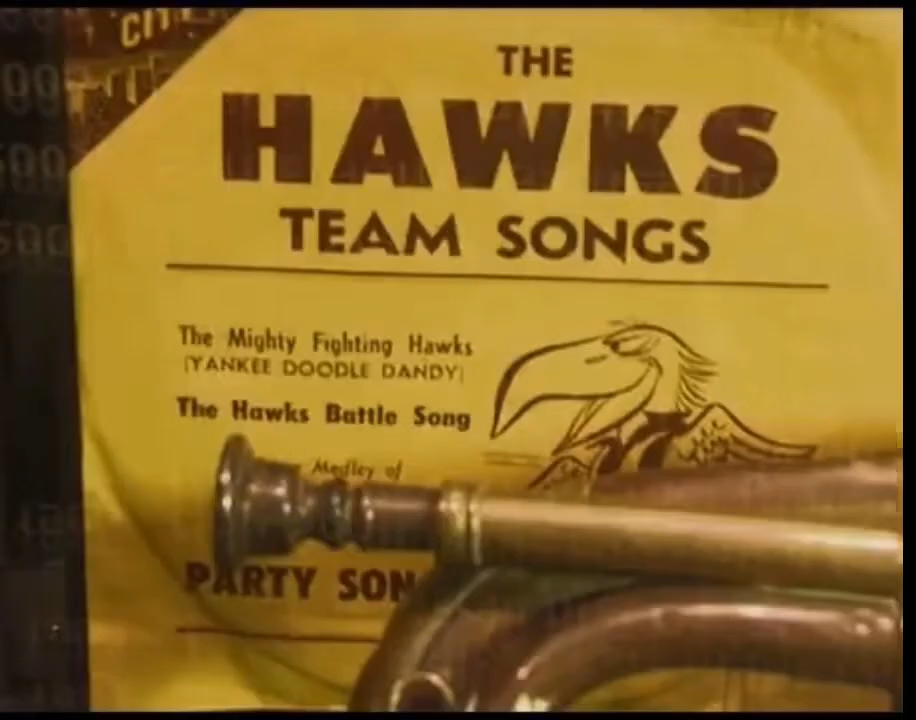 CIT
THE
HAWKS
TEAM SONGS
The Mighty Fighting Hawks
(YANKEE DOODLE DANDY)
The Hawks Battle Song
Medley of
PARTY SON